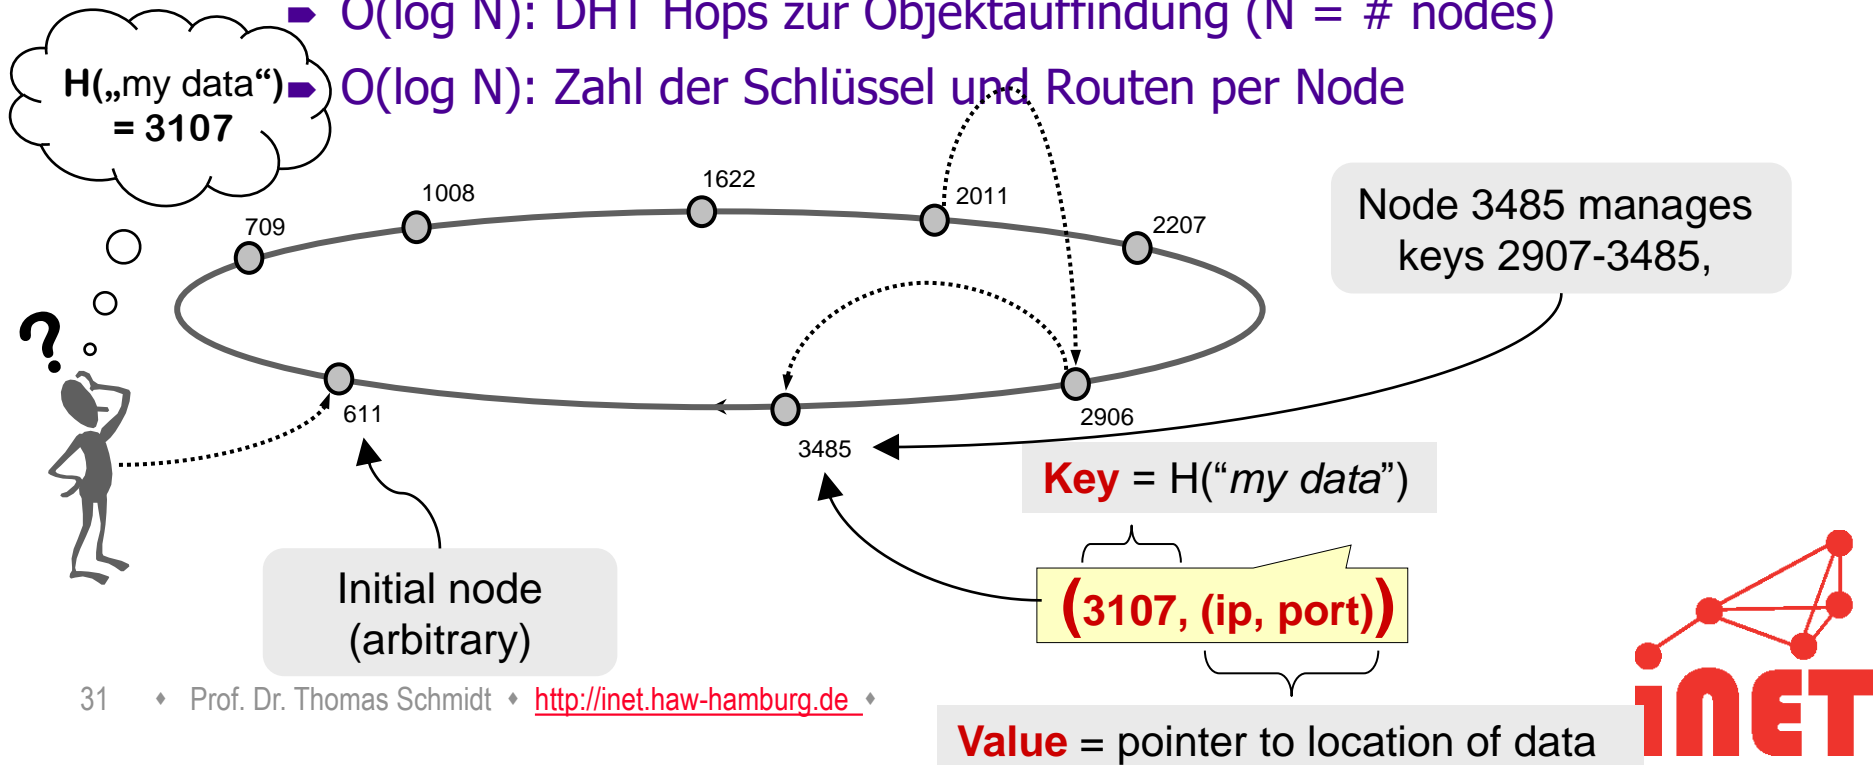 O(log N): DHT Hops zur Objektauffindung (N = # nodes)
O(log N): Zahl der Schlüssel und Routen per Node
H(„my data“)
= 3107
?
709
1008
1622
2011
2207
611
3485
2906
Node 3485 manages
keys 2907-3485,
Initial node
(arbitrary)
Key = H(“my data”)
(3107, (ip, port))
Value = pointer to location of data
31 ♦ Prof. Dr. Thomas Schmidt ♦ http://inet.haw-hamburg.de ♦
iNET